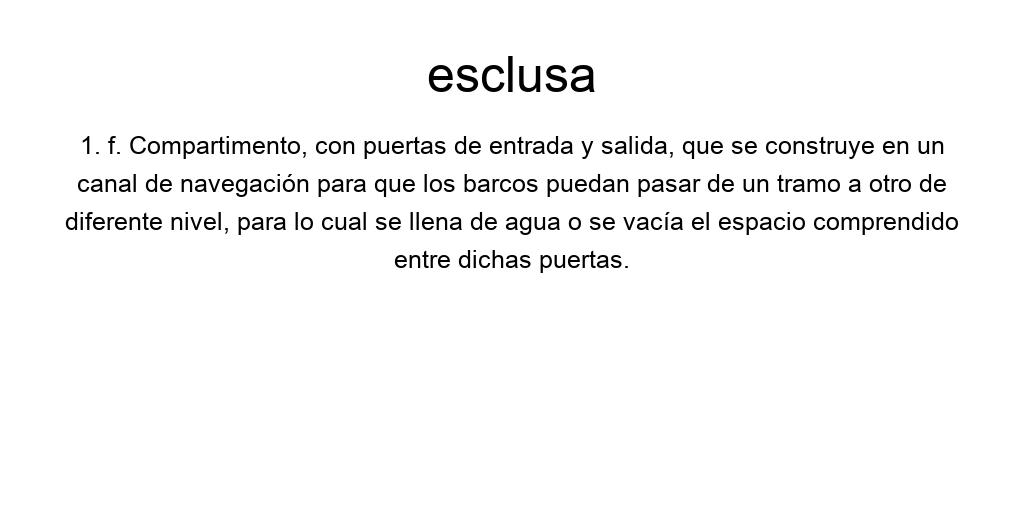 esclusa
1. f. Compartimento, con puertas de entrada y salida, que se construye en un
canal de navegación para que los barcos puedan pasar de un tramo a otro de
diferente nivel, para lo cual se llena de agua o se vacía el espacio comprendido
entre dichas puertas.